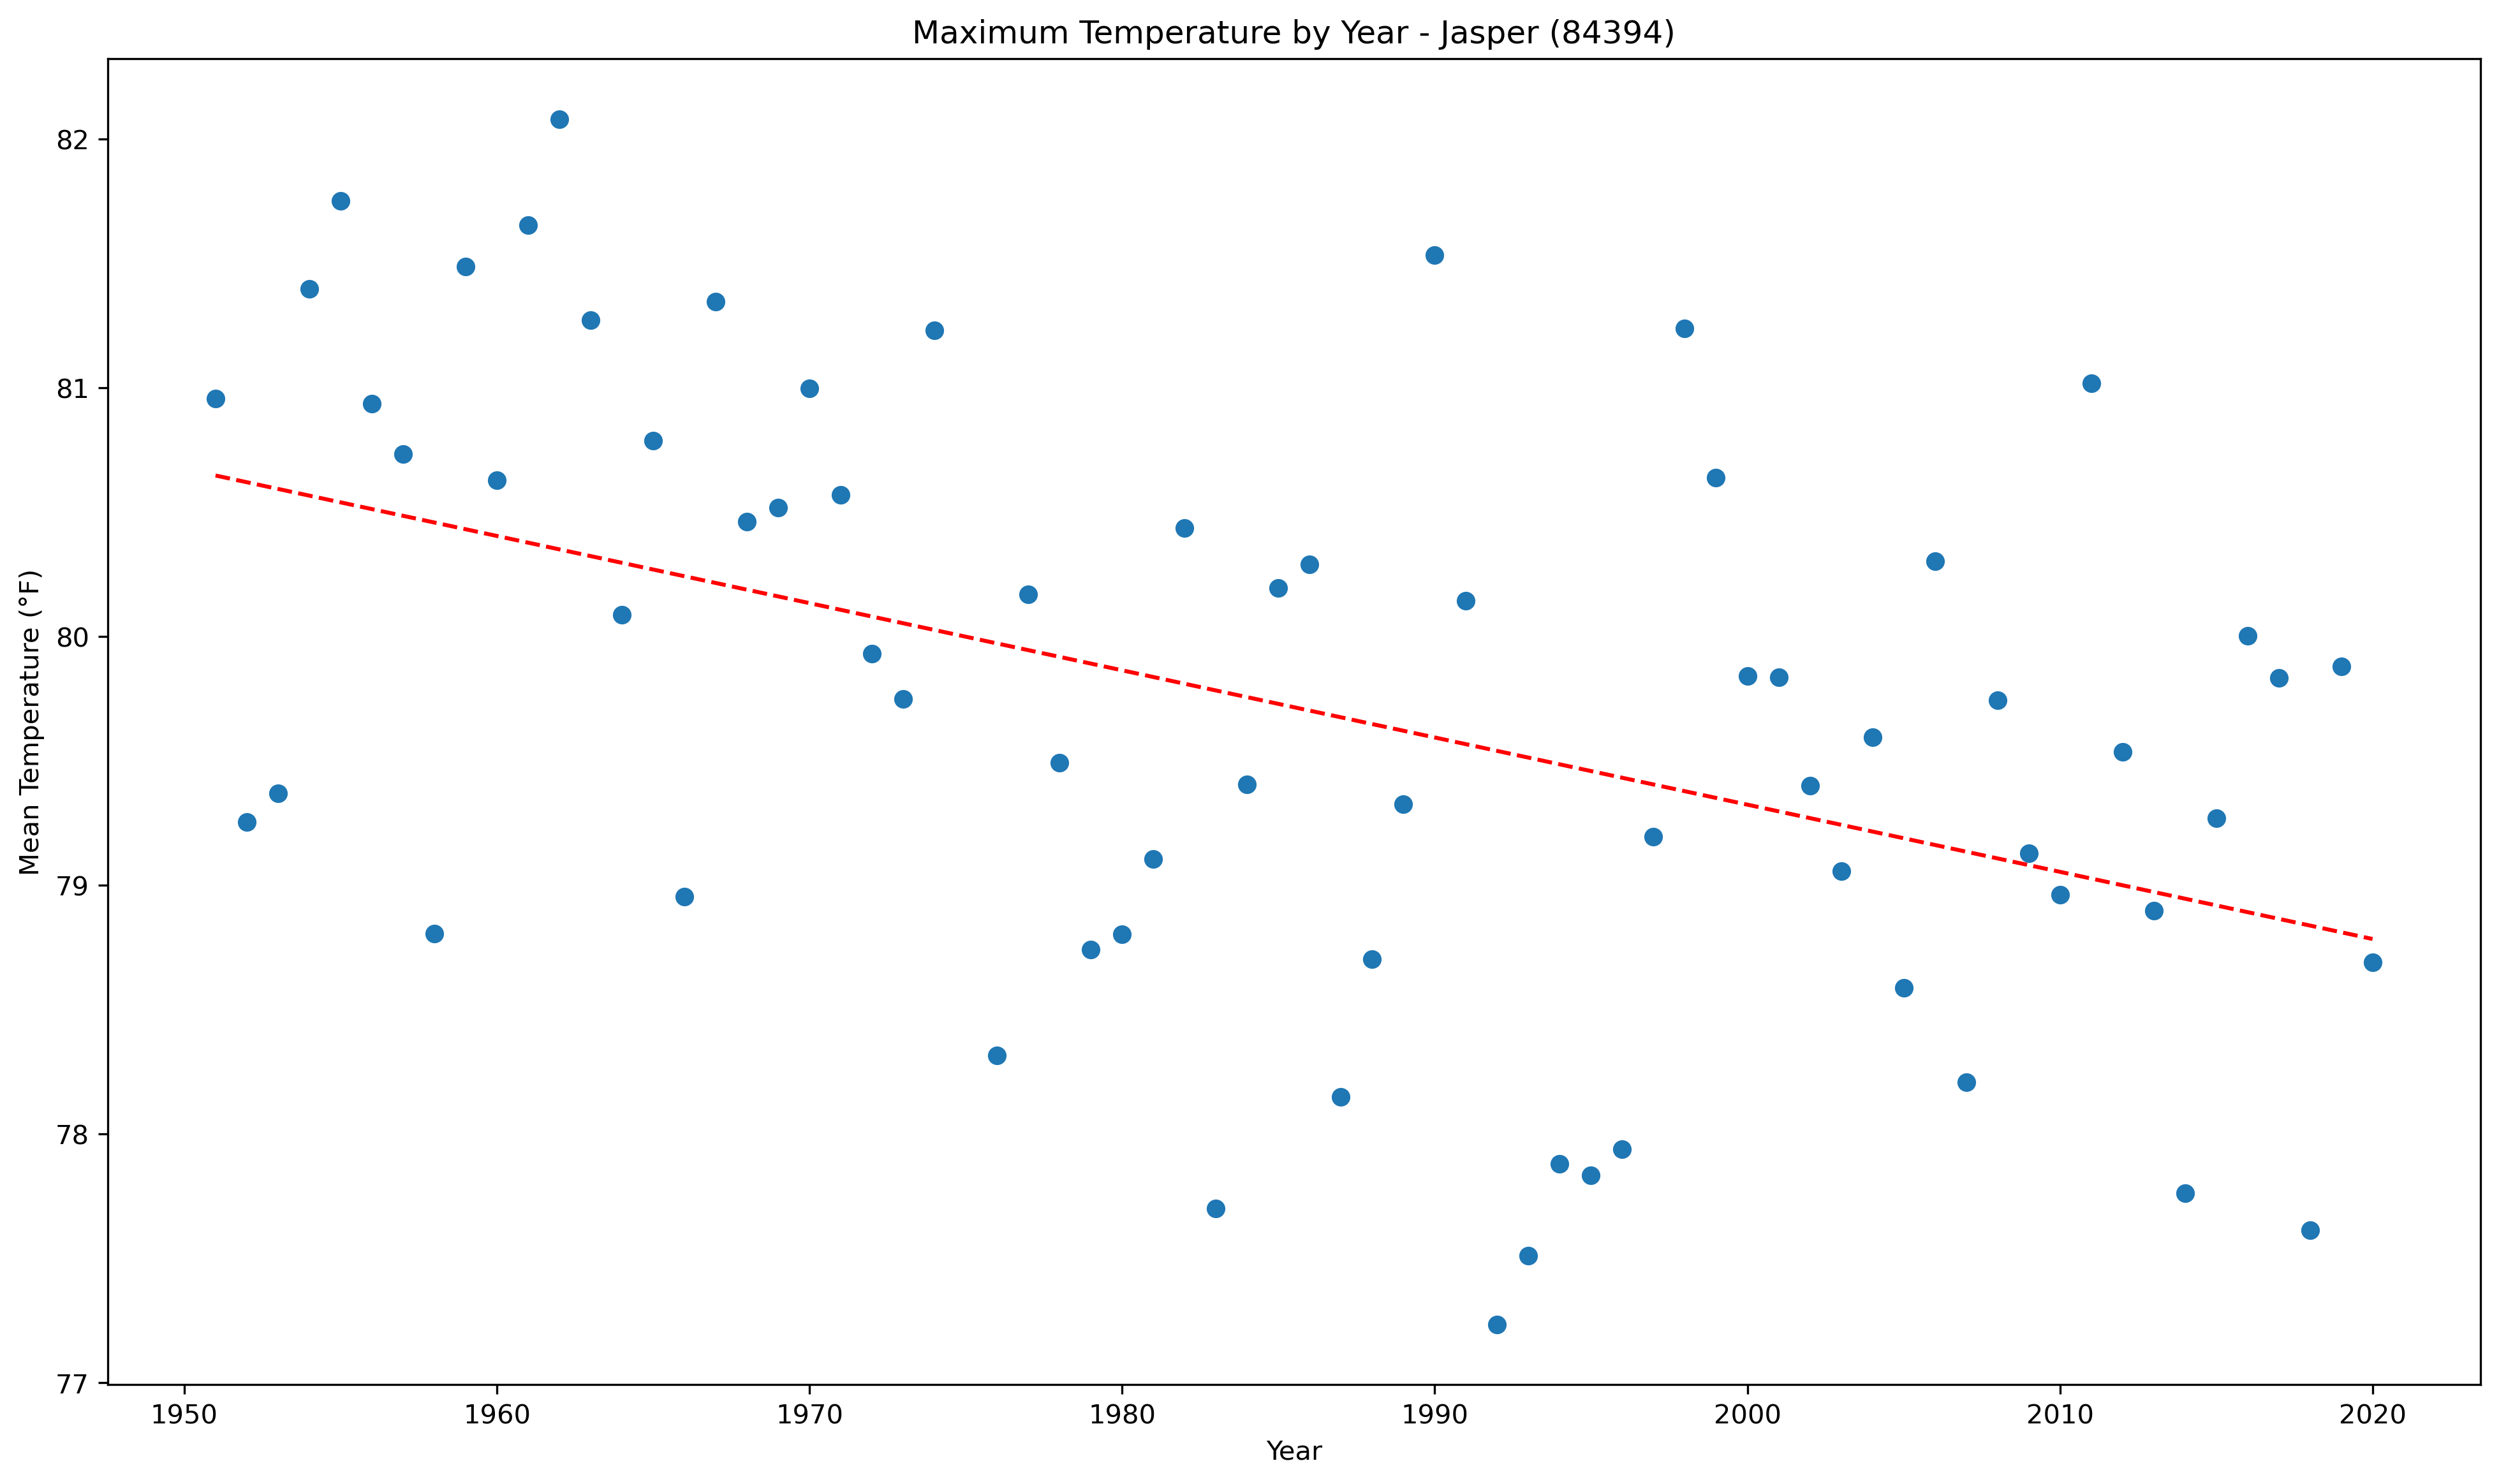 Maximum Temperature by Year - Jasper (84394)
Mean Temperature (°F)
82
81
80
79
78
77
1950 1960 1970 1980 1990 2000 2010 2020
Year